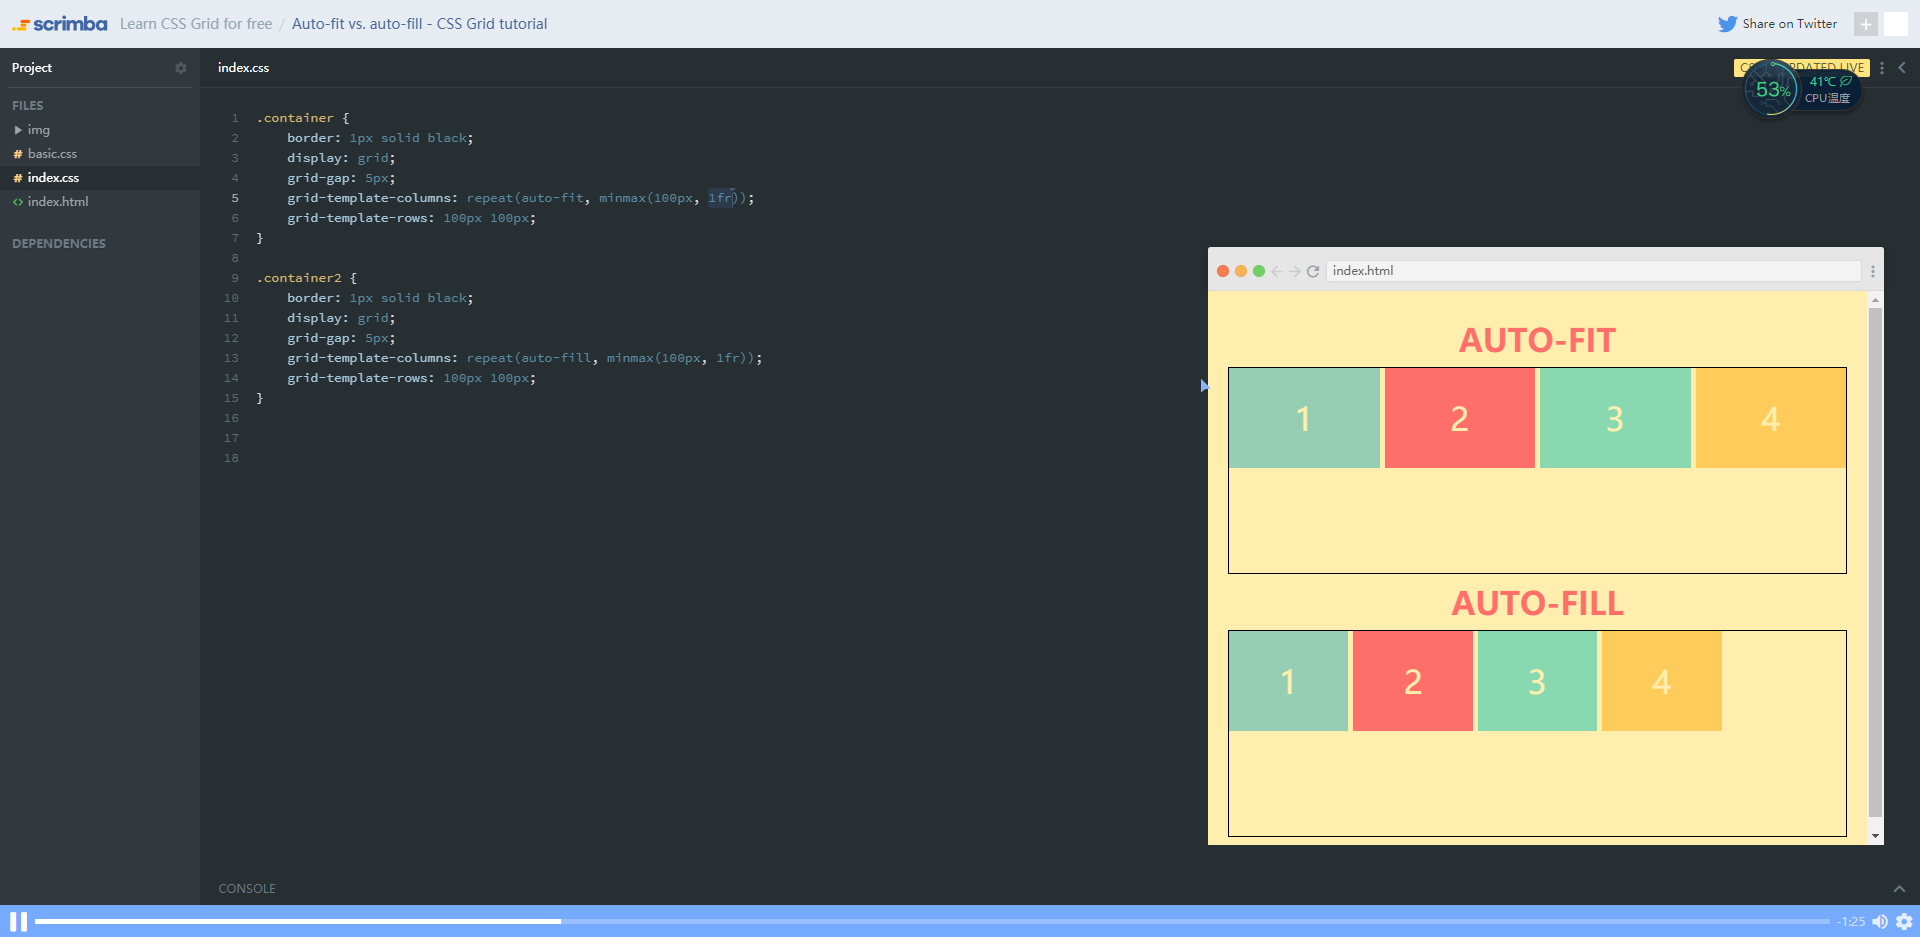 scrimba Learn CSS Grid for free / Auto-fit vs. auto-fill - CSS Grid tutorial
Share on Twitter
Project
FILES
img
# basic.css
# index.css
<> index.html
DEPENDENCIES
index.css
53%
41℃
CPU温度
1 .container {
2 border: 1px solid black;
3 display: grid;
4 grid-gap: 5px;
5 grid-template-columns: repeat(auto-fit, minmax(100px, 1fr));
6 grid-template-rows: 100px 100px;
7 }
8
9 .container2 {
10 border: 1px solid black;
11 display: grid;
12 grid-gap: 5px;
13 grid-template-columns: repeat(auto-fill, minmax(100px, 1fr));
14 grid-template-rows: 100px 100px;
15 }
16
17
18
index.html
AUTO-FIT
1 2 3 4
AUTO-FILL
1 2 3 4
CONSOLE
-1:25